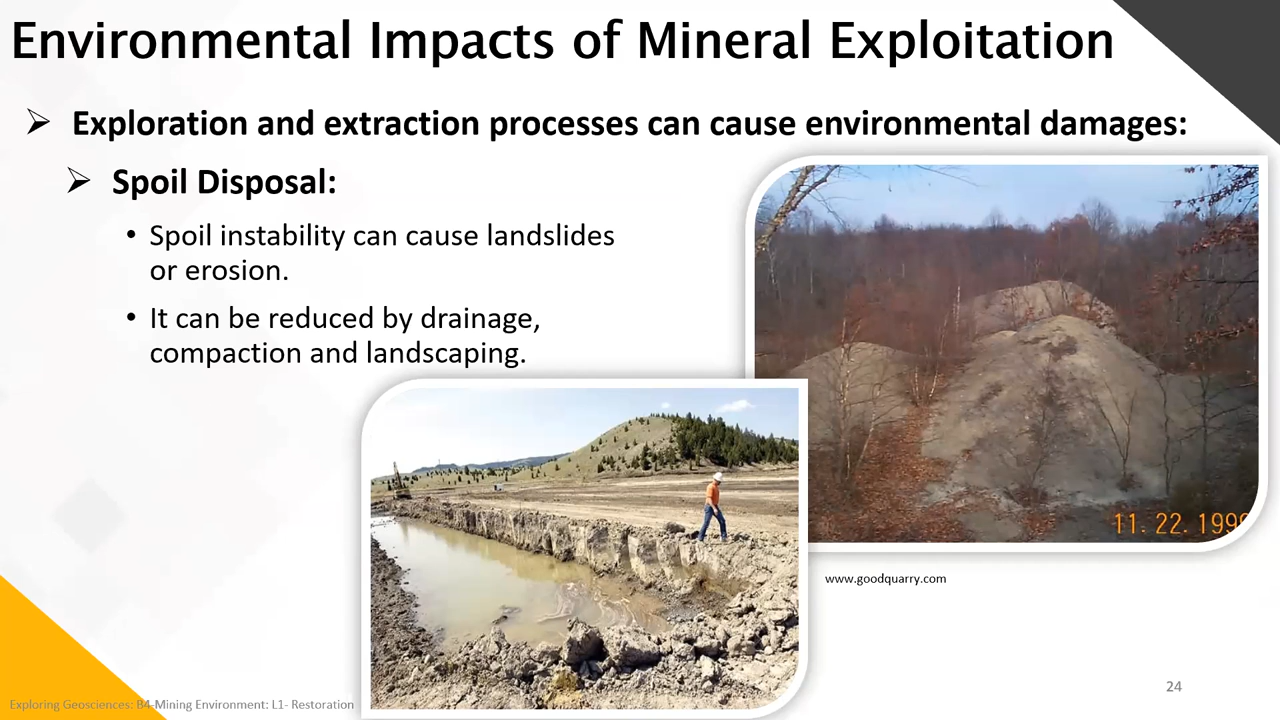 Environmental Impacts of Mineral Exploitation
Exploration and extraction processes can cause environmental damages:
Spoil Disposal:
• Spoil instability can cause landslides
or erosion.
• It can be reduced by drainage,
compaction and landscaping.
11. 22. 1999
www.goodquarry.com
24
Exploring Geosciences: B4-Mining Environment: L1- Restoration